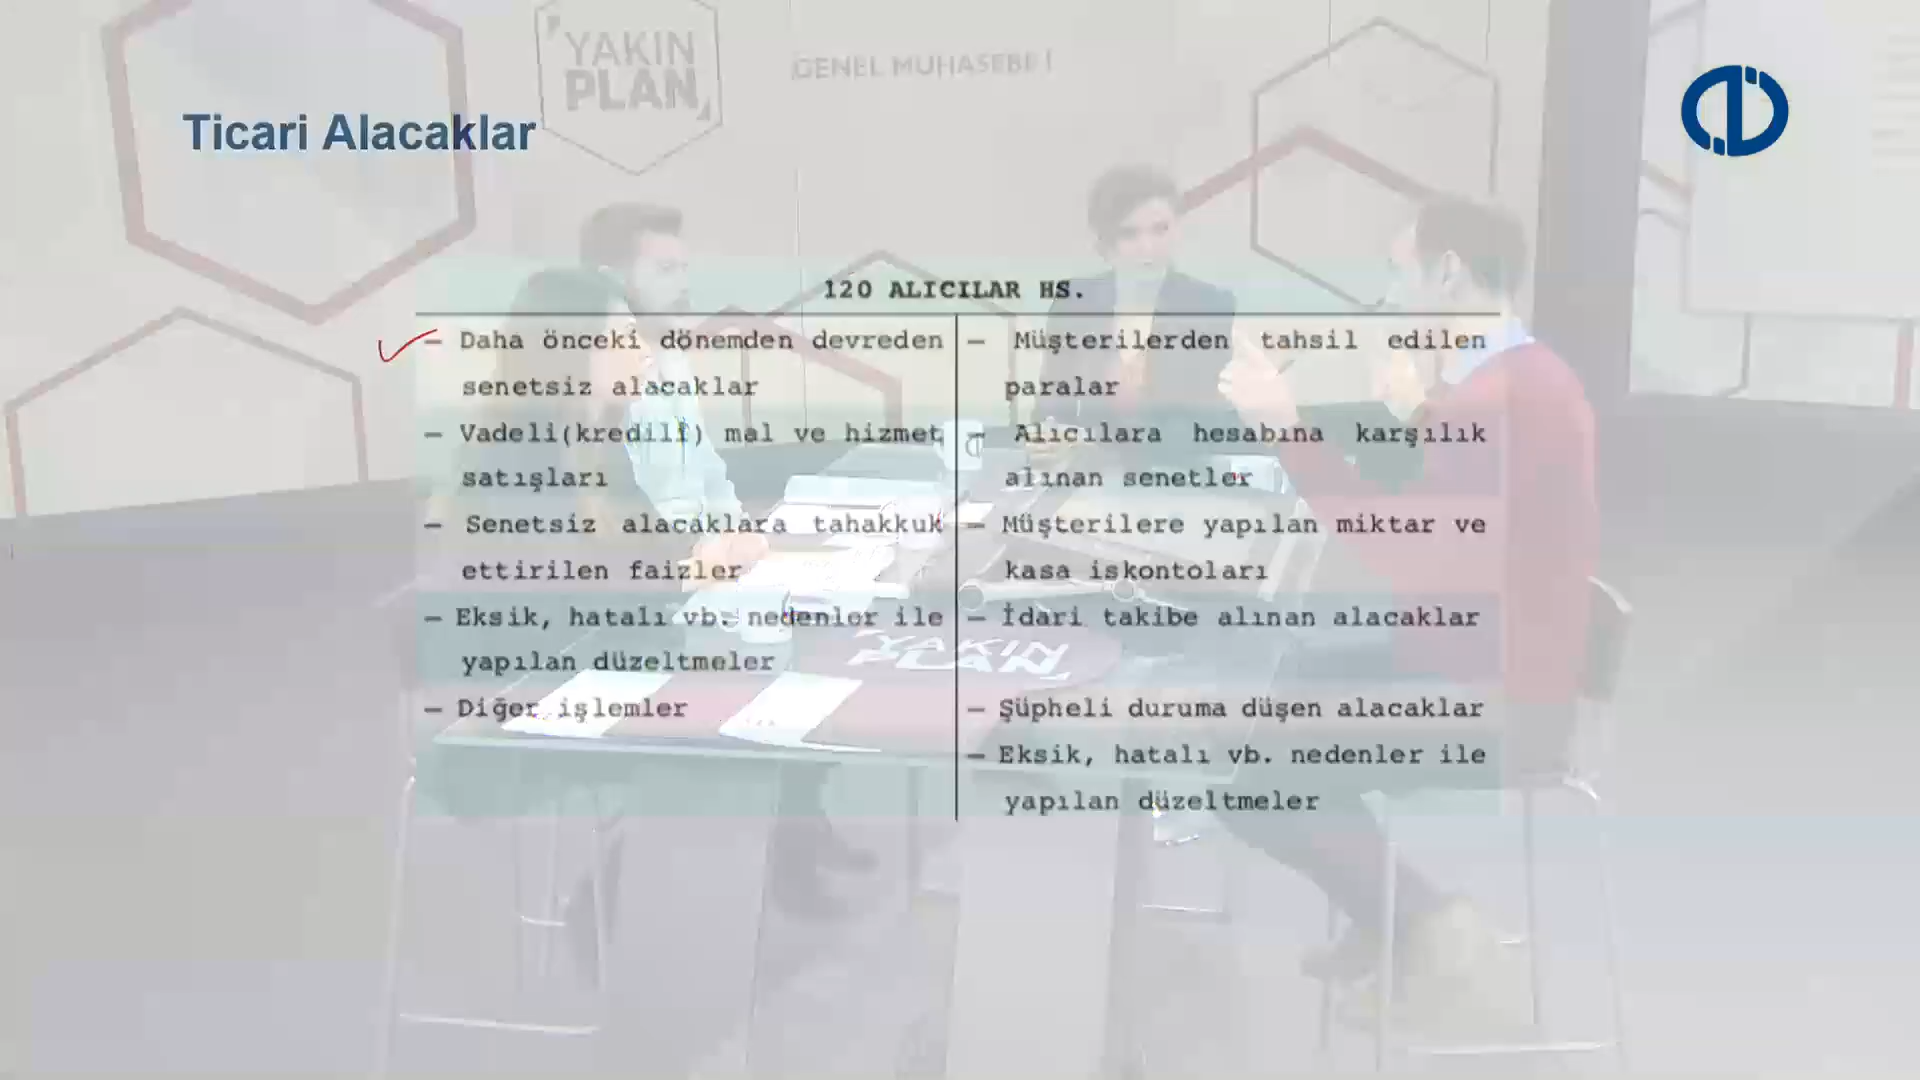 YAKIN
PLAN
GENEL MUHASEBE I
Ticari Alacaklar
120 ALICILAR HS.
– Daha önceki dönemden devreden
senetsiz alacaklar
– Vadeli(kredili) mal ve hizmet
satışları
– Senetsiz alacaklara tahakkuk
ettirilen faizler
– Eksik, hatalı vb. nedenler ile
yapılan düzeltmeler
– Diğer işlemler
– Müşterilerden tahsil edilen
paralar
– Alıcılara hesabına karşılık
alınan senetler
– Müşterilere yapılan miktar ve
kasa iskontoları
– İdari takibe alınan alacaklar
– Şüpheli duruma düşen alacaklar
– Eksik, hatalı vb. nedenler ile
yapılan düzeltmeler
YAKIN
PLAN